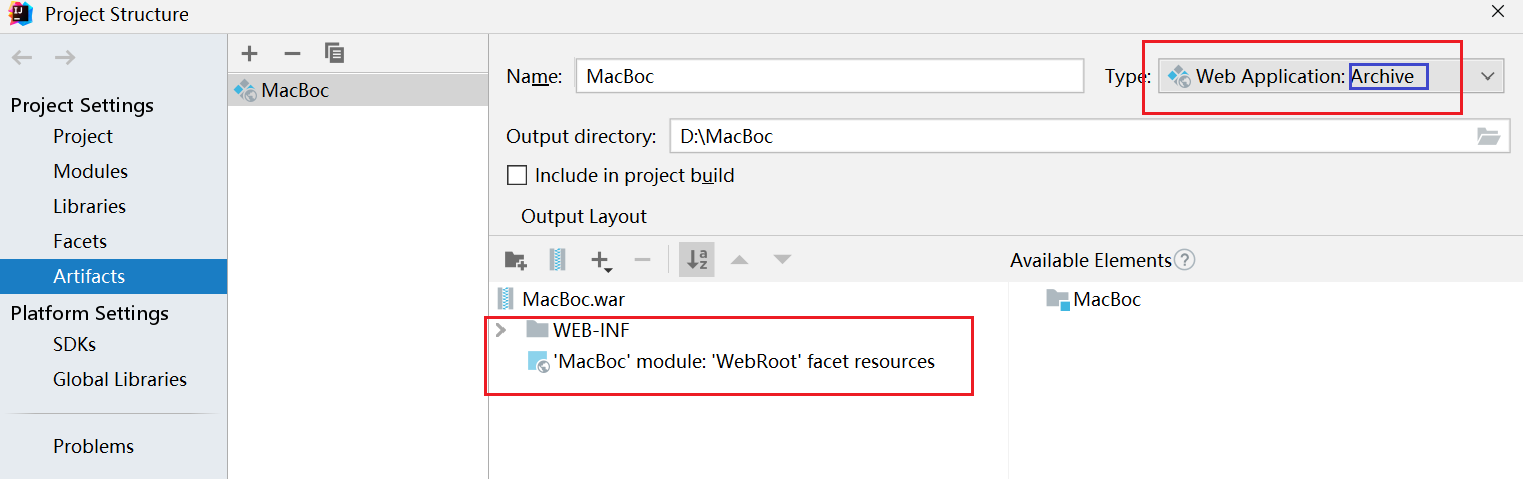 Project Structure
Project Settings
Project
Modules
Libraries
Facets
Artifacts
Platform Settings
SDKs
Global Libraries
Problems
MacBoc
Name: MacBoc Type: Web Application: Archive
Output directory: D:\MacBoc
Include in project build
Output Layout
Available Elements ?
MacBoc.war
WEB-INF
'MacBoc' module: 'WebRoot' facet resources
MacBoc